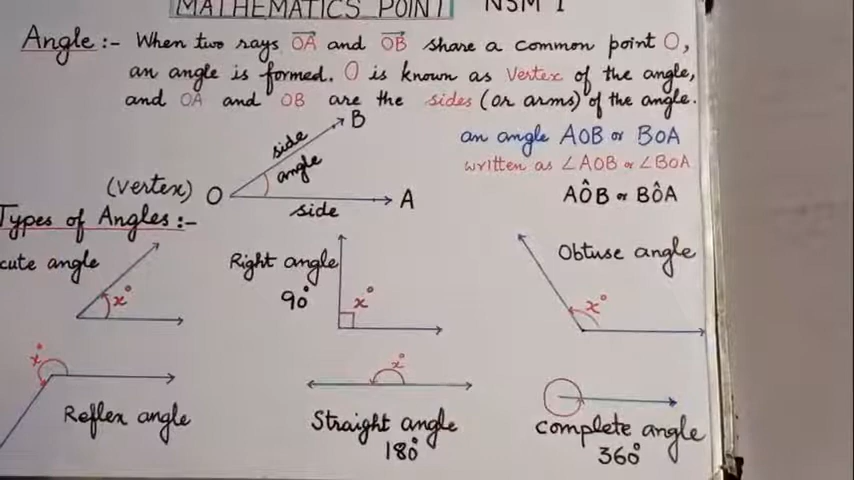 MATHEMATICS POINT NSM 1
Angle :- When two rays OA and OB share a common point O,
an angle is formed. O is known as Vertex of the angle,
and OA and OB are the sides (or arms) of the angle.
B
side
angle
(Vertex) O
side
A
an angle AOB or BOA
written as ∠AOB or ∠BOA
AÔB or BÔA
Types of Angles :-
cute angle
x°
Right angle
90°
x°
Obtuse angle
x°
x°
Reflex angle
x°
Straight angle
180°
complete angle
360°